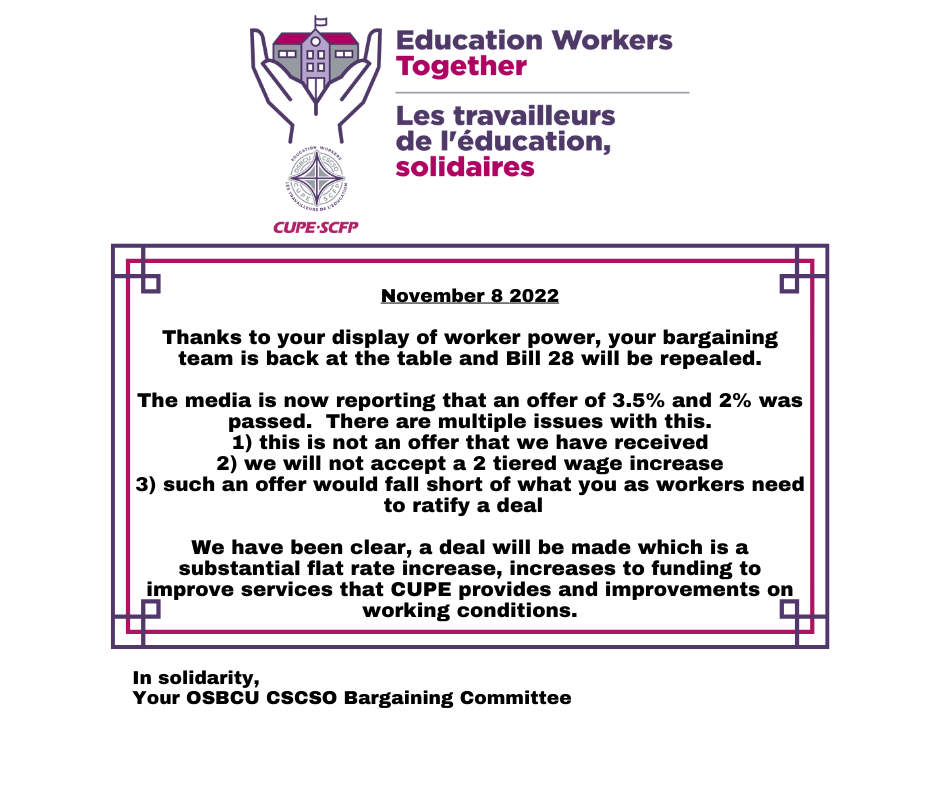 Education Workers
Together
Les travailleurs
de l'éducation,
solidaires
EDUCATION WORKERS
OSBCU CSCSO
CUPE SCFP
LES TRAVAILLEURS DE L'ÉDUCATION
CUPE·SCFP
November 8 2022
Thanks to your display of worker power, your bargaining
team is back at the table and Bill 28 will be repealed.
The media is now reporting that an offer of 3.5% and 2% was
passed.  There are multiple issues with this.
1) this is not an offer that we have received
2) we will not accept a 2 tiered wage increase
3) such an offer would fall short of what you as workers need
to ratify a deal
We have been clear, a deal will be made which is a
substantial flat rate increase, increases to funding to
improve services that CUPE provides and improvements on
working conditions.
In solidarity,
Your OSBCU CSCSO Bargaining Committee